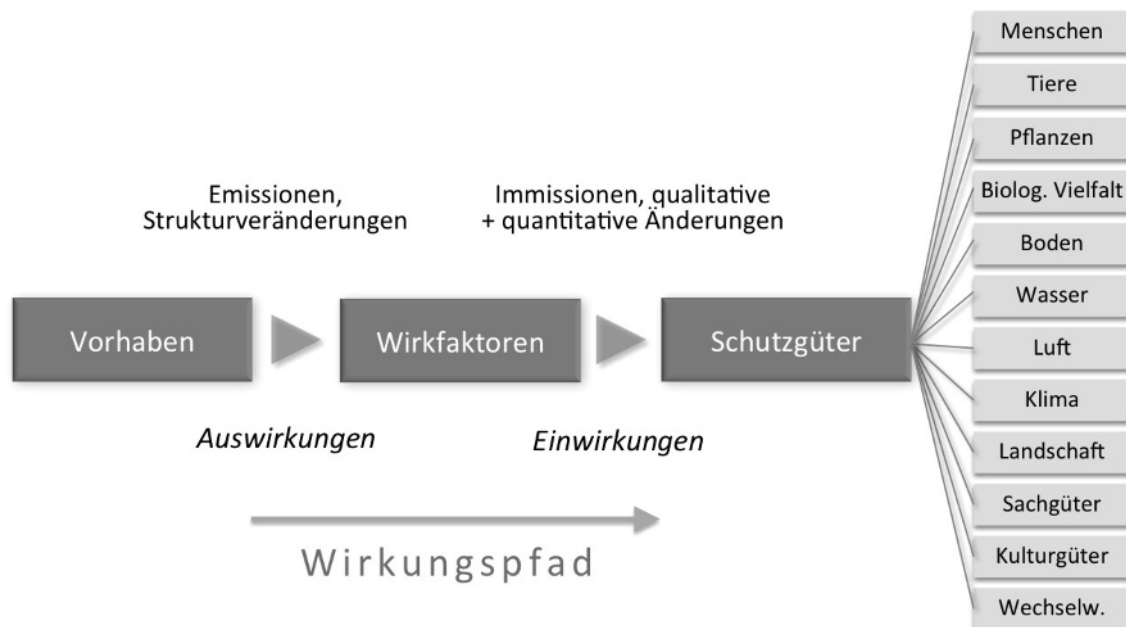 Emissionen,
Strukturveränderungen
Immissionen, qualitative
+ quantitative Änderungen
Vorhaben
Wirkfaktoren
Schutzgüter
Auswirkungen
Einwirkungen
Wirkungspfad
Menschen
Tiere
Pflanzen
Biolog. Vielfalt
Boden
Wasser
Luft
Klima
Landschaft
Sachgüter
Kulturgüter
Wechselw.